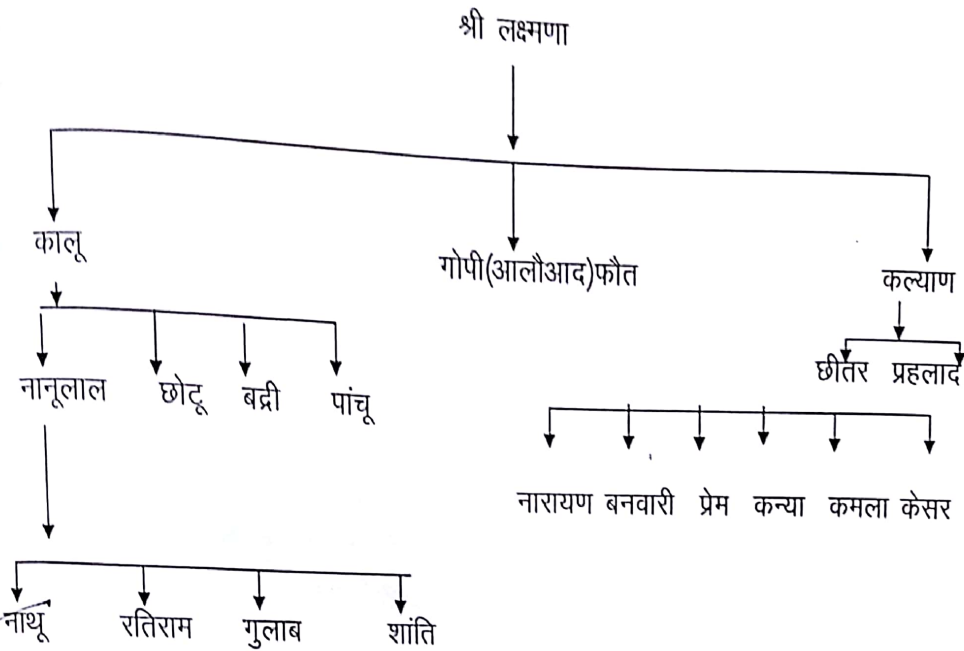 श्री लक्ष्मणा
कालू
गोपी(आलौआद)फौत
कल्याण
छीतर प्रहलाद
नानूलाल छोटू बद्री पांचू
नारायण बनवारी प्रेम कन्या कमला केसर
नाथू रतिराम गुलाब शांति